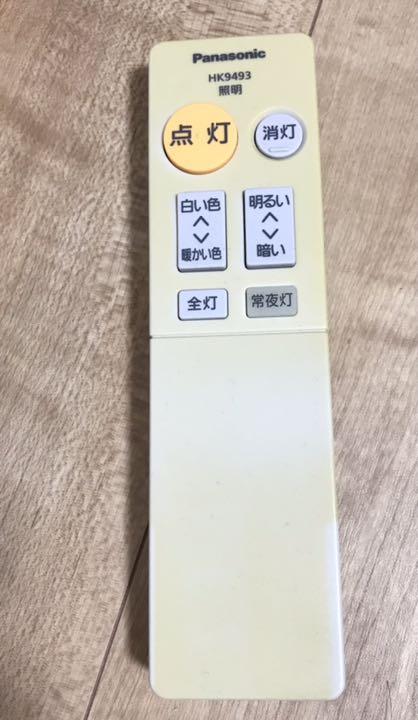 Panasonic
HK9493
照明
点灯
消灯
白い色
暖かい色
明るい
暗い
全灯
常夜灯